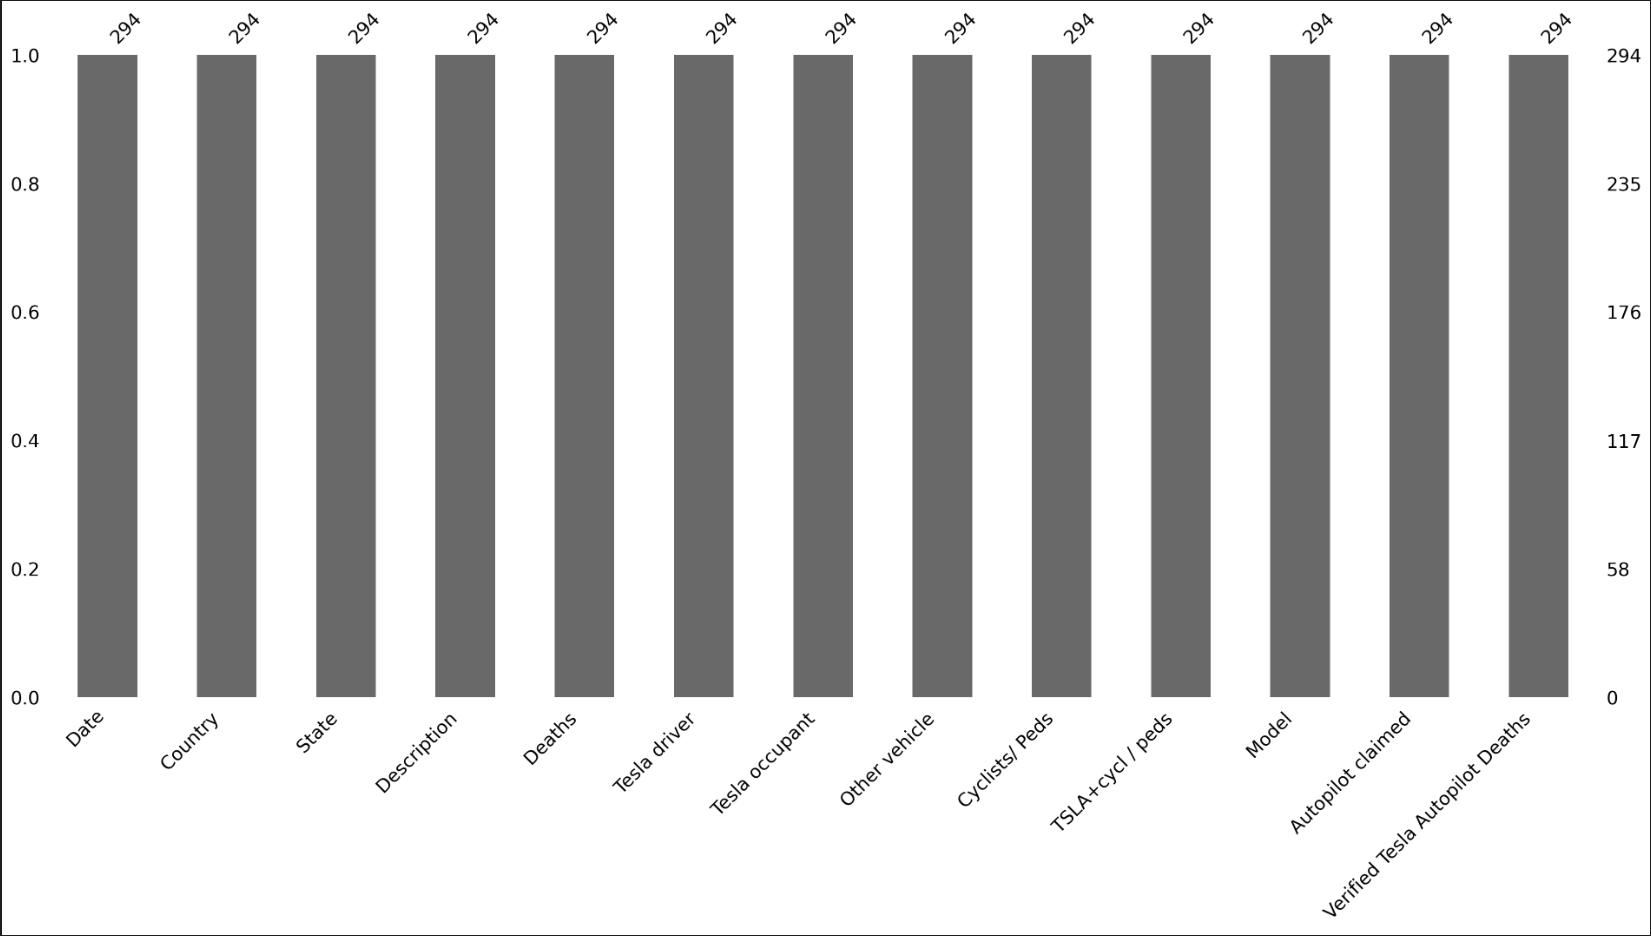 294 294 294 294 294 294 294 294 294 294 294 294 294
1.0 294
0.8 235
0.6 176
0.4 117
0.2 58
0.0 0
Date
Country
State
Description
Deaths
Tesla driver
Tesla occupant
Other vehicle
Cyclists/ Peds
TSLA+cycl / peds
Model
Autopilot claimed
Verified Tesla Autopilot Deaths